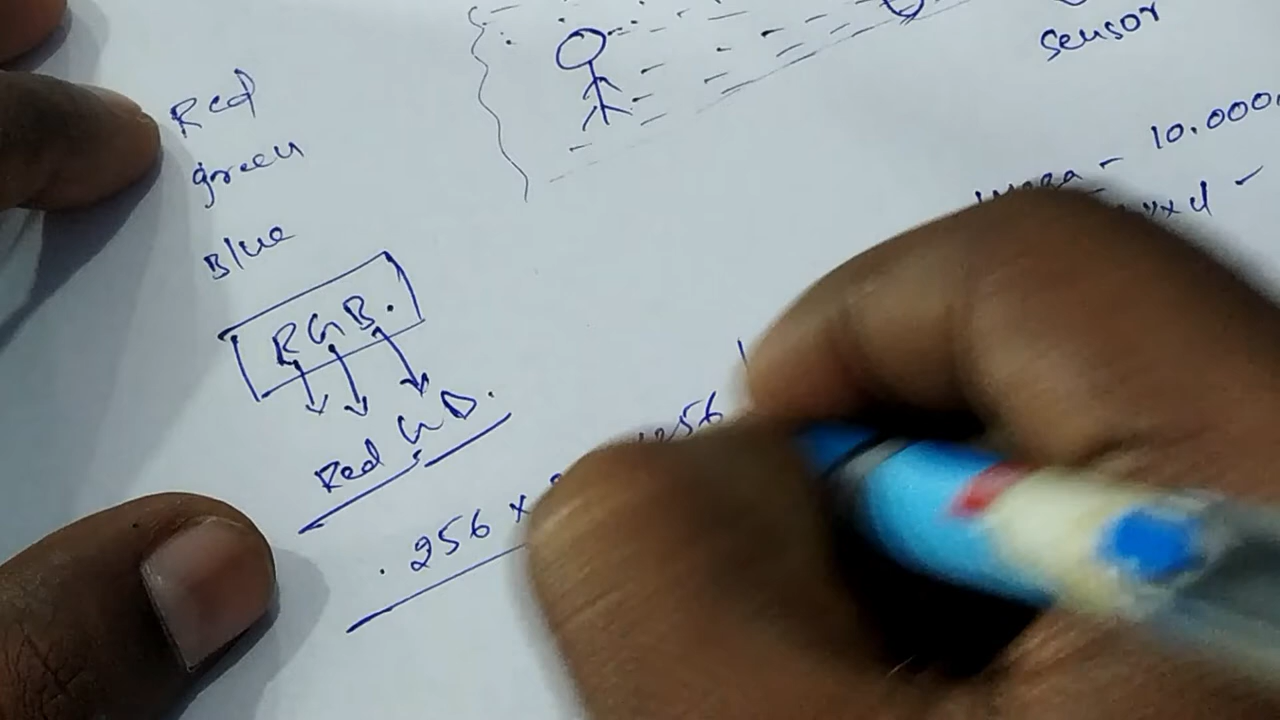 sensor
Red
green
Blue
10.000
RGB.
Red G B.
. 256 × 256